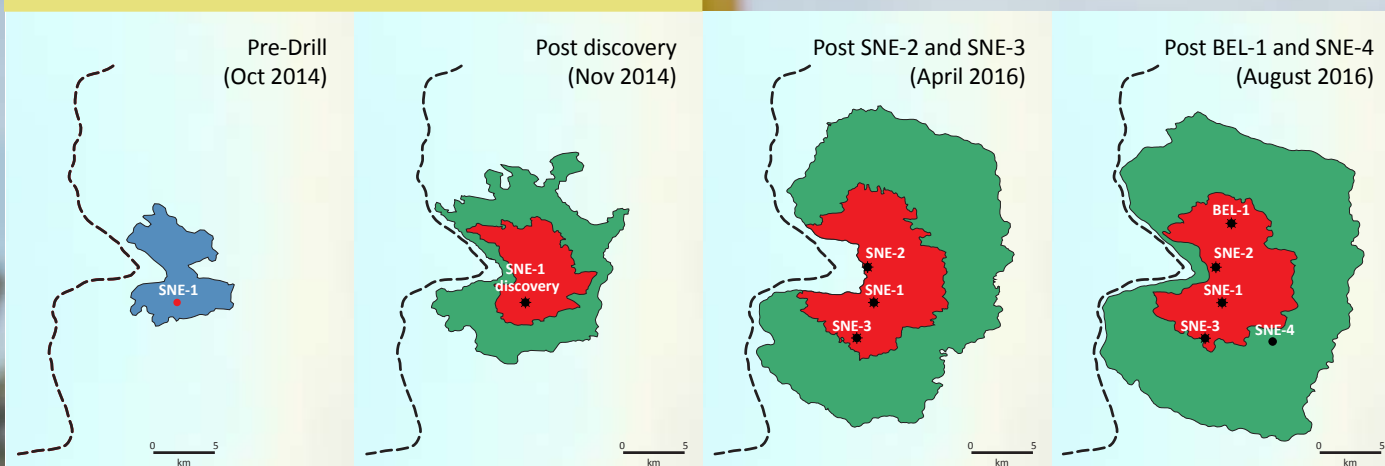 Pre-Drill
(Oct 2014)
SNE-1
0 5
km
Post discovery
(Nov 2014)
SNE-1
discovery
0 5
km
Post SNE-2 and SNE-3
(April 2016)
SNE-2
SNE-1
SNE-3
0 5
km
Post BEL-1 and SNE-4
(August 2016)
BEL-1
SNE-2
SNE-1
SNE-3
SNE-4
0 5
km